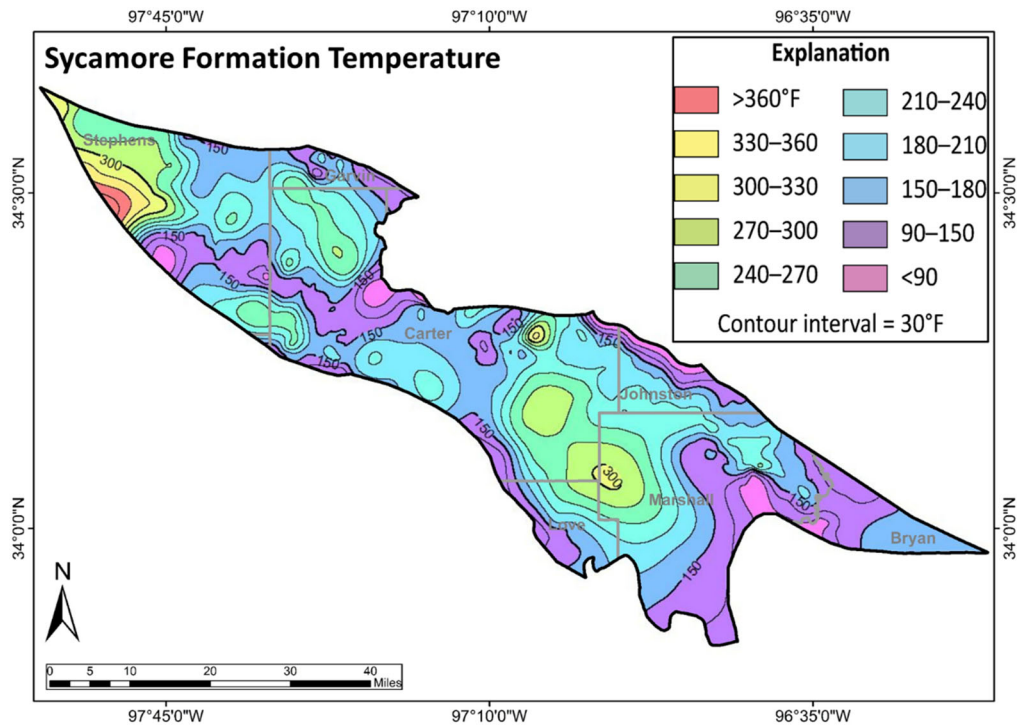 97°45'0"W 97°10'0"W 96°35'0"W
Sycamore Formation Temperature
Explanation
>360°F
330–360
300–330
270–300
240–270
210–240
180–210
150–180
90–150
<90
Contour interval = 30°F
34°30'0"N
34°30'0"N
34°0'0"N
34°0'0"N
Stephens
300
150
Garvin
150
150
150
150
Carter
150
150
150
150
Johnston
150
300
Marshall
Love
150
150
Bryan
N
0 5 10 20 30 40
Miles
97°45'0"W 97°10'0"W 96°35'0"W